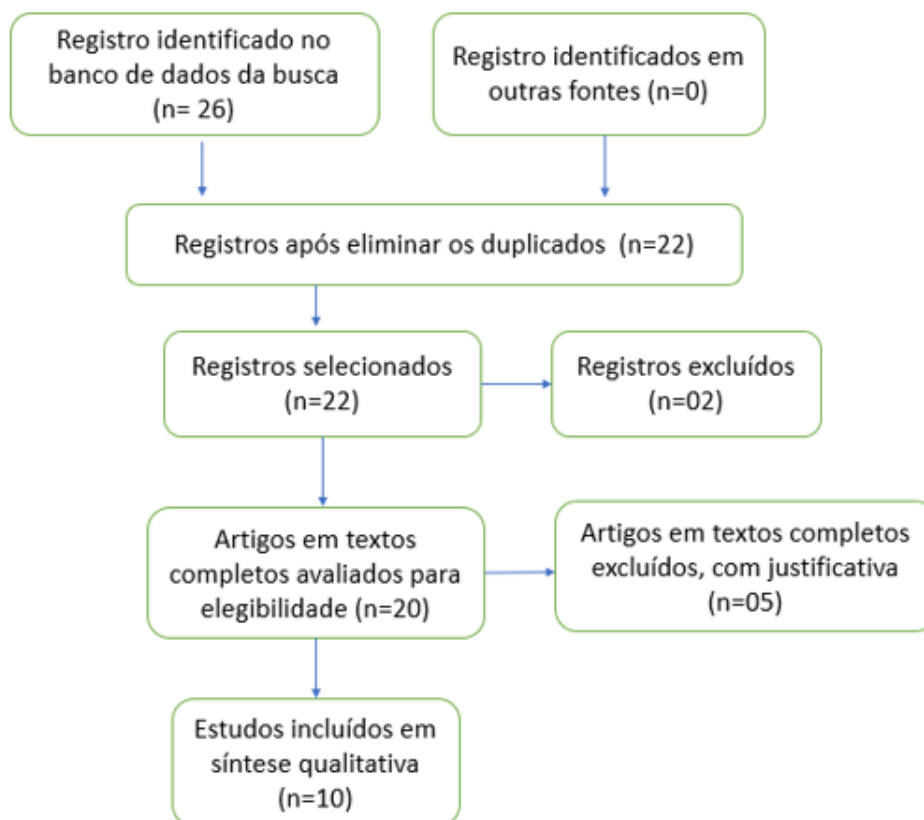 Registro identificado no
banco de dados da busca
(n= 26)
Registro identificados em
outras fontes (n=0)
Registros após eliminar os duplicados (n=22)
Registros selecionados
(n=22)
Registros excluídos
(n=02)
Artigos em textos
completos avaliados para
elegibilidade (n=20)
Artigos em textos completos
excluídos, com justificativa
(n=05)
Estudos incluídos em
síntese qualitativa
(n=10)